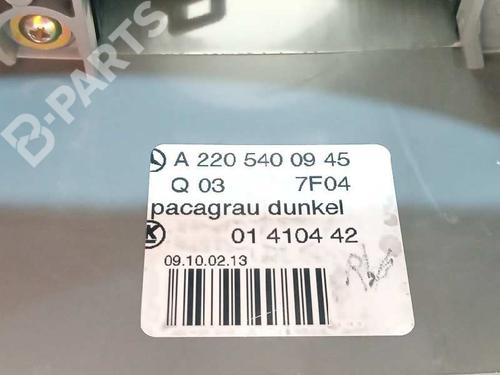 B-PARTS
A 220 540 09 45
Q 03 7F04
pacagrau dunkel
K 01 4104 42
09.10.02.13